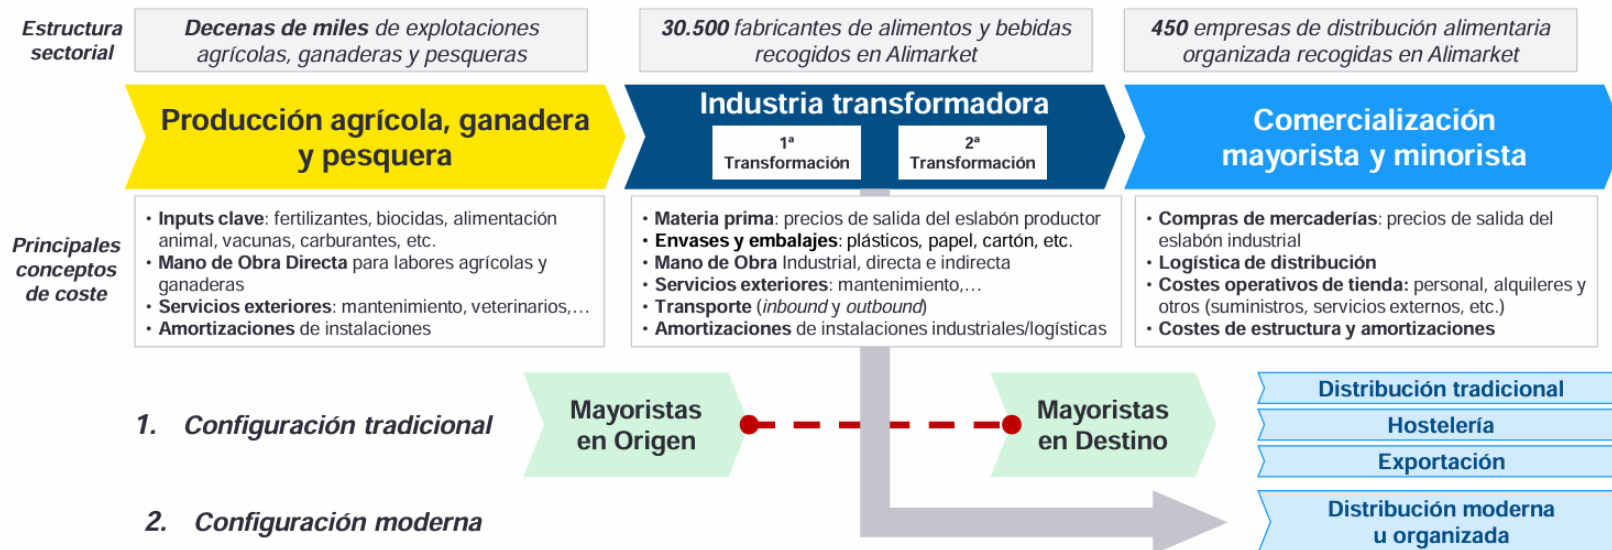 Estructura
sectorial
Decenas de miles de explotaciones
agrícolas, ganaderas y pesqueras
30.500 fabricantes de alimentos y bebidas
recogidos en Alimarket
450 empresas de distribución alimentaria
organizada recogidas en Alimarket
Producción agrícola, ganadera
y pesquera
Industria transformadora
1ª
Transformación
2ª
Transformación
Comercialización
mayorista y minorista
Principales
conceptos
de coste
• Inputs clave: fertilizantes, biocidas, alimentación
animal, vacunas, carburantes, etc.
• Mano de Obra Directa para labores agrícolas y
ganaderas
• Servicios exteriores: mantenimiento, veterinarios,…
• Amortizaciones de instalaciones
• Materia prima: precios de salida del eslabón productor
• Envases y embalajes: plásticos, papel, cartón, etc.
• Mano de Obra Industrial, directa e indirecta
• Servicios exteriores: mantenimiento,…
• Transporte (inbound y outbound)
• Amortizaciones de instalaciones industriales/logísticas
• Compras de mercaderías: precios de salida del
eslabón industrial
• Logística de distribución
• Costes operativos de tienda: personal, alquileres y
otros (suministros, servicios externos, etc.)
• Costes de estructura y amortizaciones
1. Configuración tradicional
Mayoristas
en Origen
Mayoristas
en Destino
Distribución tradicional
Hostelería
Exportación
2. Configuración moderna
Distribución moderna
u organizada